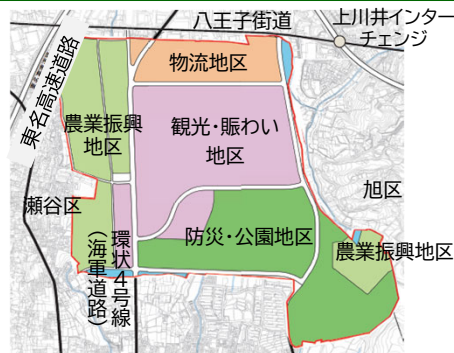 八王子街道
上川井インター
チェンジ
東名高速道路
物流地区
農業振興
地区
観光・賑わい
地区
旭区
瀬谷区
環状4号線
(海軍道路)
防災・公園地区
農業振興地区